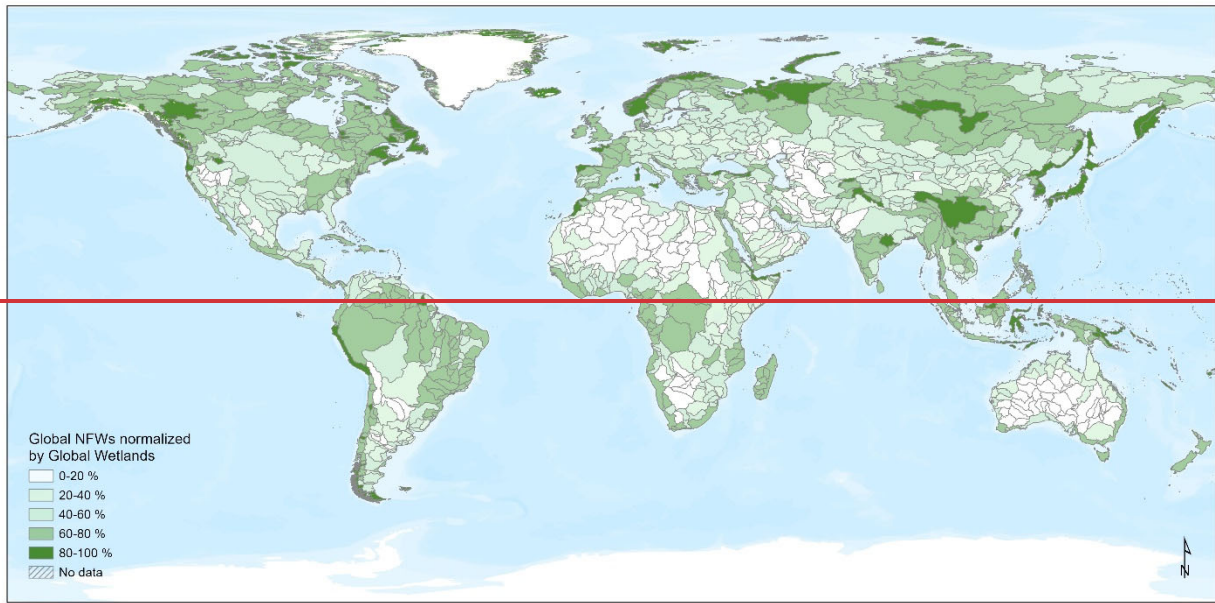 Global NFWs normalized
by Global Wetlands
0-20 %
20-40 %
40-60 %
60-80 %
80-100 %
No data
N